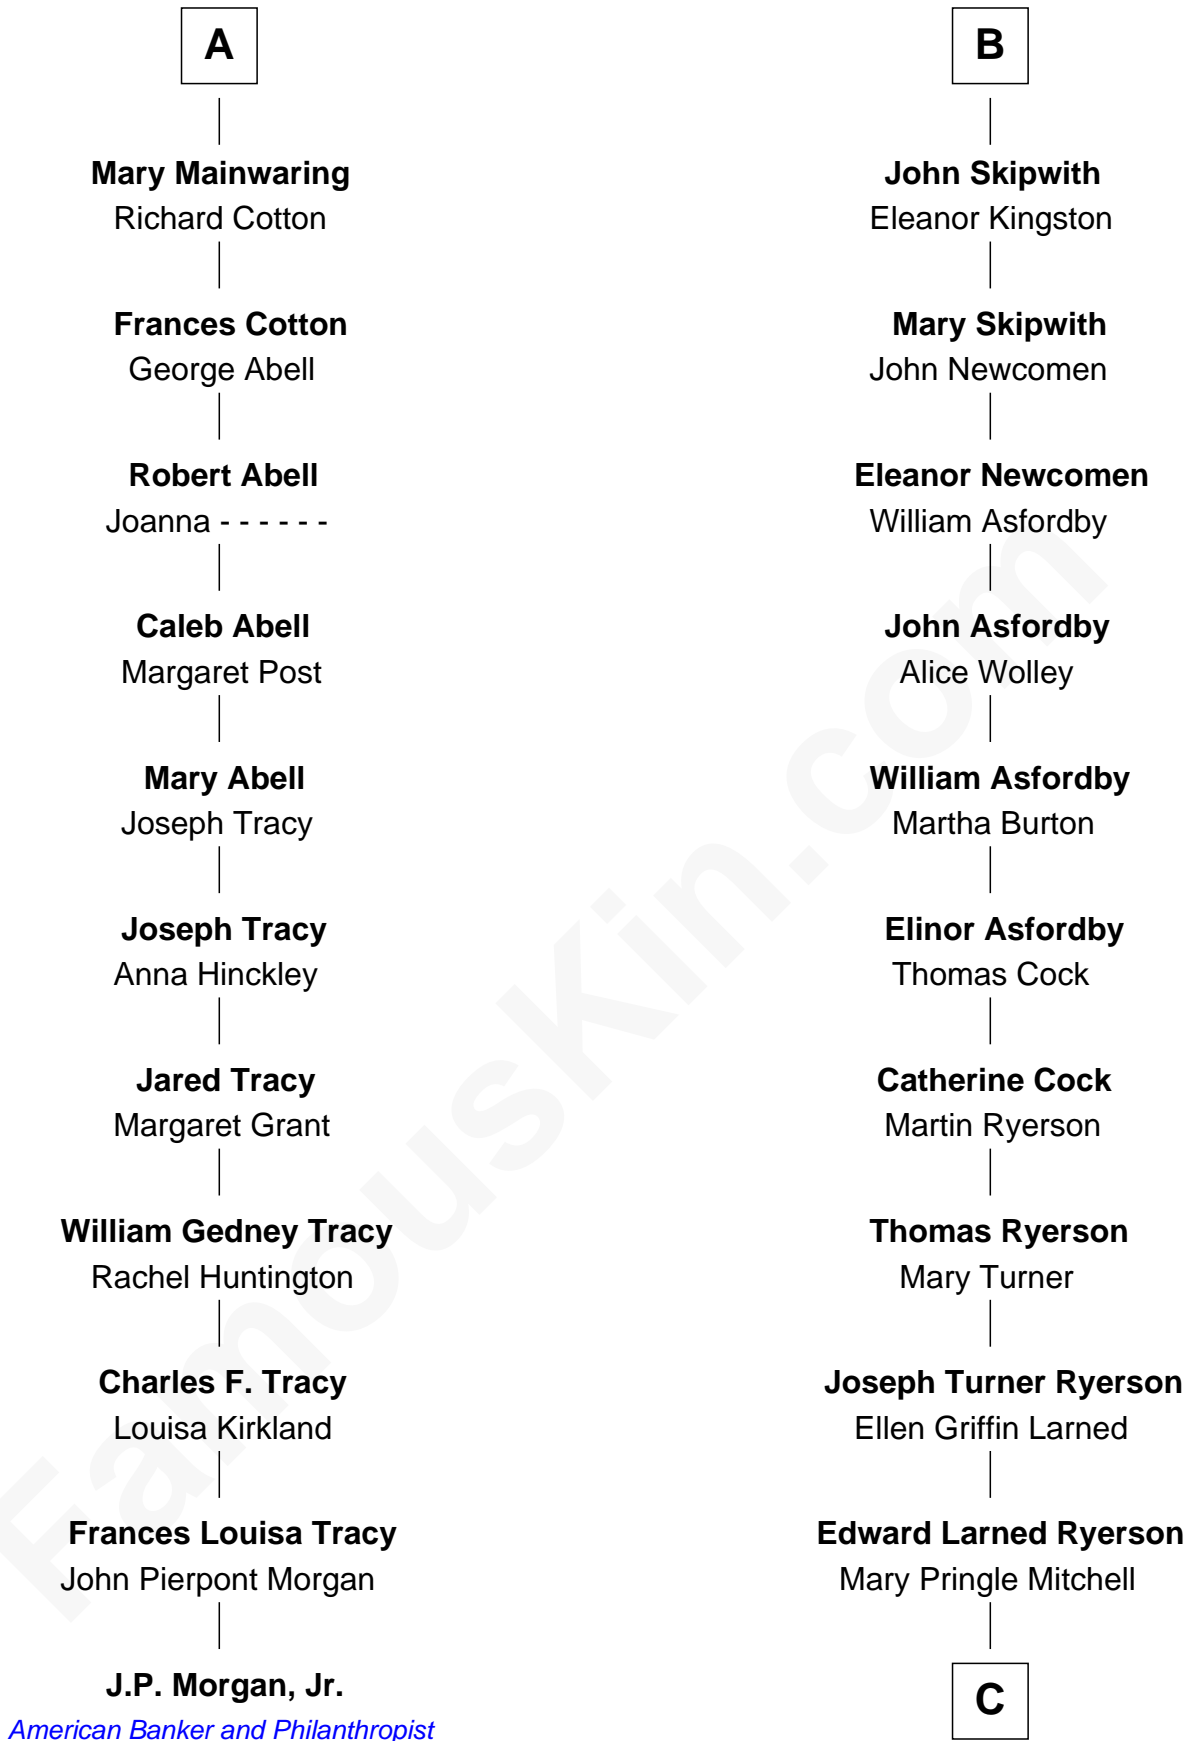 A
Mary Mainwaring
Richard Cotton
Frances Cotton
George Abell
Robert Abell
Joanna - - - - - -
Caleb Abell
Margaret Post
Mary Abell
Joseph Tracy
Joseph Tracy
Anna Hinckley
Jared Tracy
Margaret Grant
William Gedney Tracy
Rachel Huntington
Charles F. Tracy
Louisa Kirkland
Frances Louisa Tracy
John Pierpont Morgan
J.P. Morgan, Jr.
American Banker and Philanthropist
B
John Skipwith
Eleanor Kingston
Mary Skipwith
John Newcomen
Eleanor Newcomen
William Asfordby
John Asfordby
Alice Wolley
William Asfordby
Martha Burton
Elinor Asfordby
Thomas Cock
Catherine Cock
Martin Ryerson
Thomas Ryerson
Mary Turner
Joseph Turner Ryerson
Ellen Griffin Larned
Edward Larned Ryerson
Mary Pringle Mitchell
C
FamousKin.com